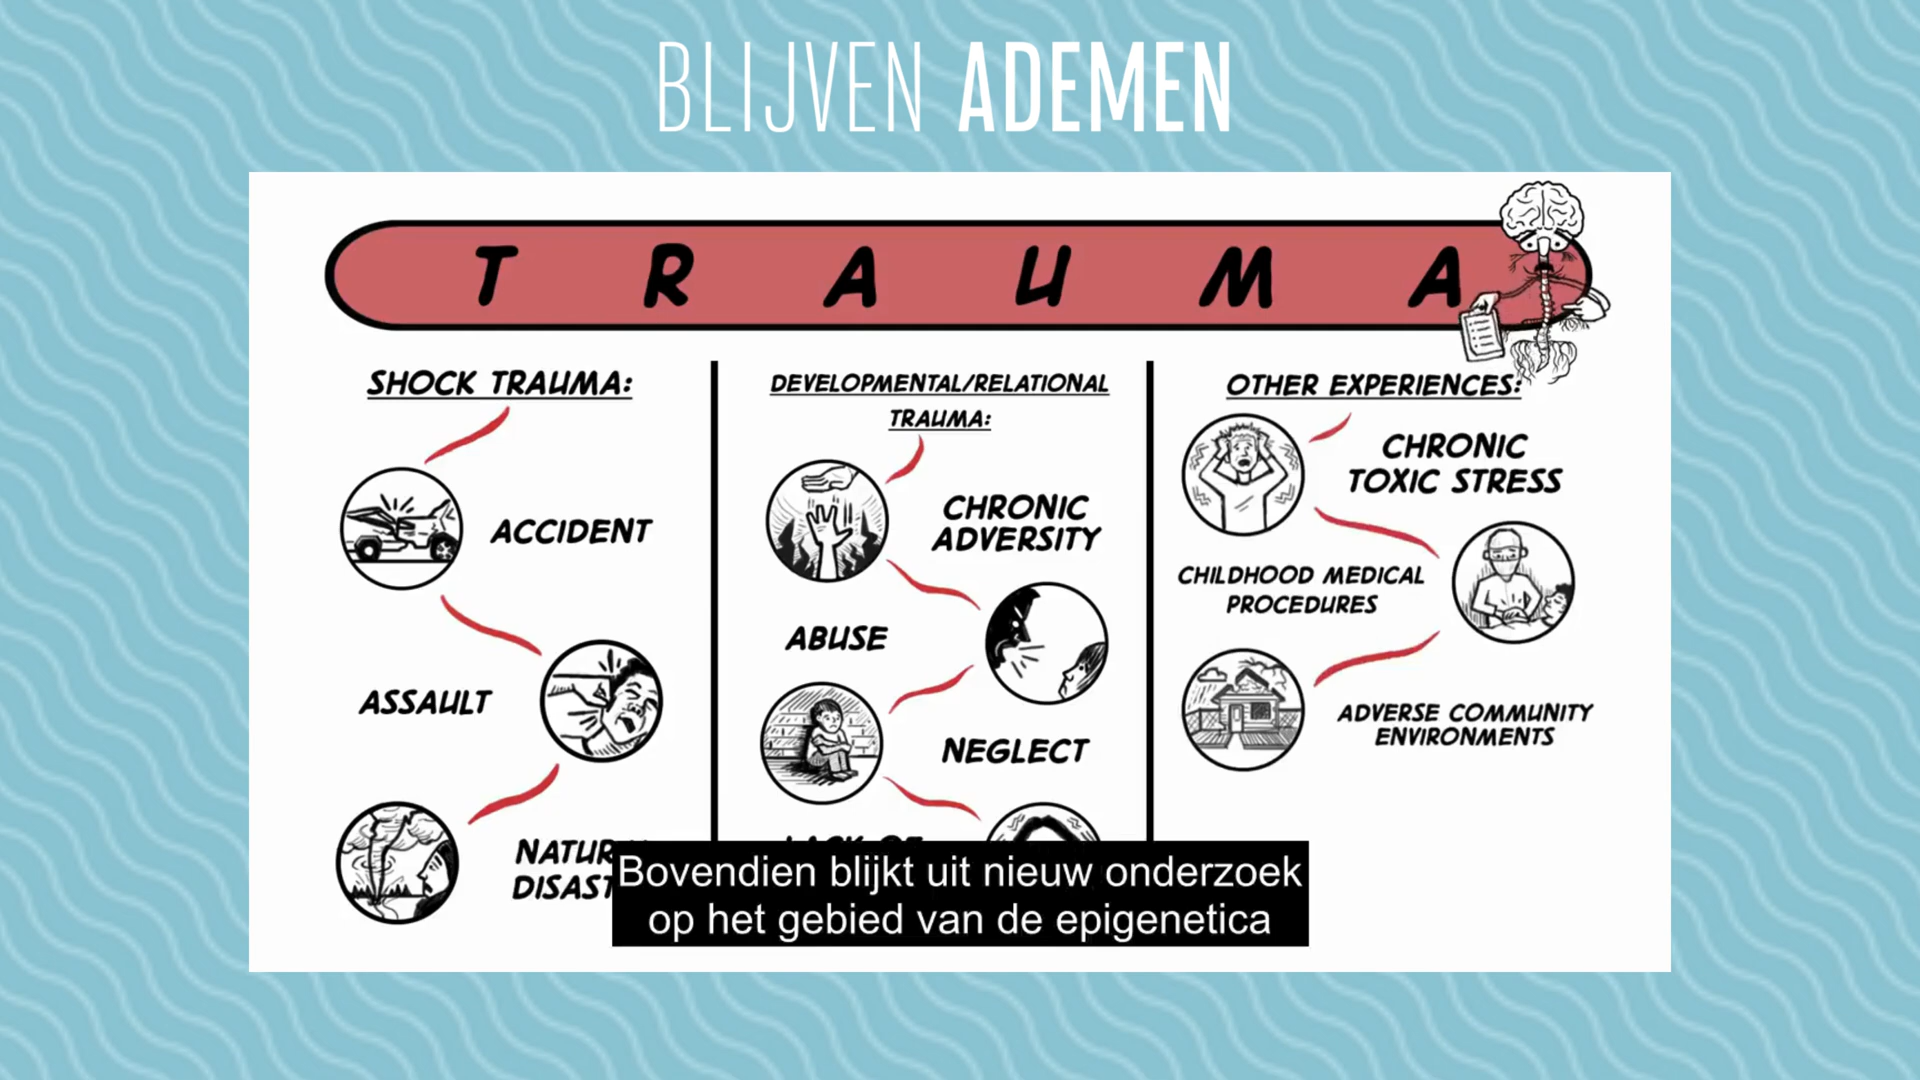 BLIJVEN ADEMEN
TRAUMA
SHOCK TRAUMA:
ACCIDENT
ASSAULT
DEVELOPMENTAL/RELATIONAL
TRAUMA:
CHRONIC
ADVERSITY
ABUSE
NEGLECT
OTHER EXPERIENCES:
CHRONIC
TOXIC STRESS
CHILDHOOD MEDICAL
PROCEDURES
ADVERSE COMMUNITY
ENVIRONMENTS
Bovendien blijkt uit nieuw onderzoek
op het gebied van de epigenetica